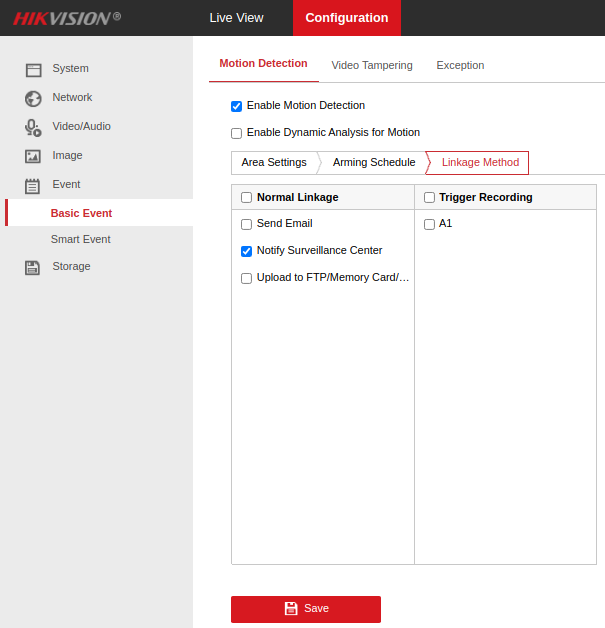 HIKVISION® Live View Configuration
System
Network
Video/Audio
Image
Event
Basic Event
Smart Event
Storage
Motion Detection Video Tampering Exception
Enable Motion Detection
Enable Dynamic Analysis for Motion
Area Settings Arming Schedule Linkage Method
Normal Linkage Trigger Recording
Send Email A1
Notify Surveillance Center
Upload to FTP/Memory Card/...
Save